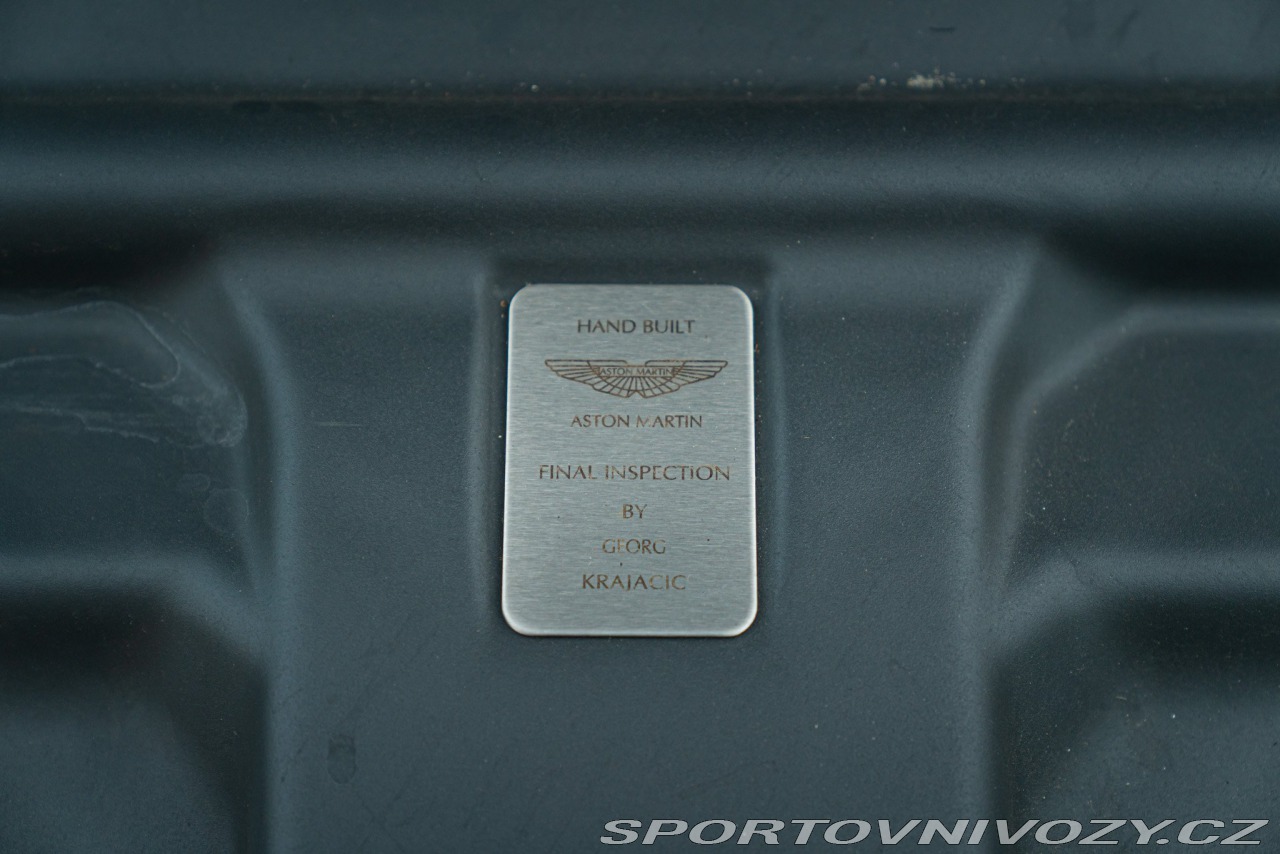 HAND BUILT
ASTON MARTIN
ASTON MARTIN
FINAL INSPECTION
BY
GEORG
KRAJACIC
SPORTOVNIVOZY.CZ